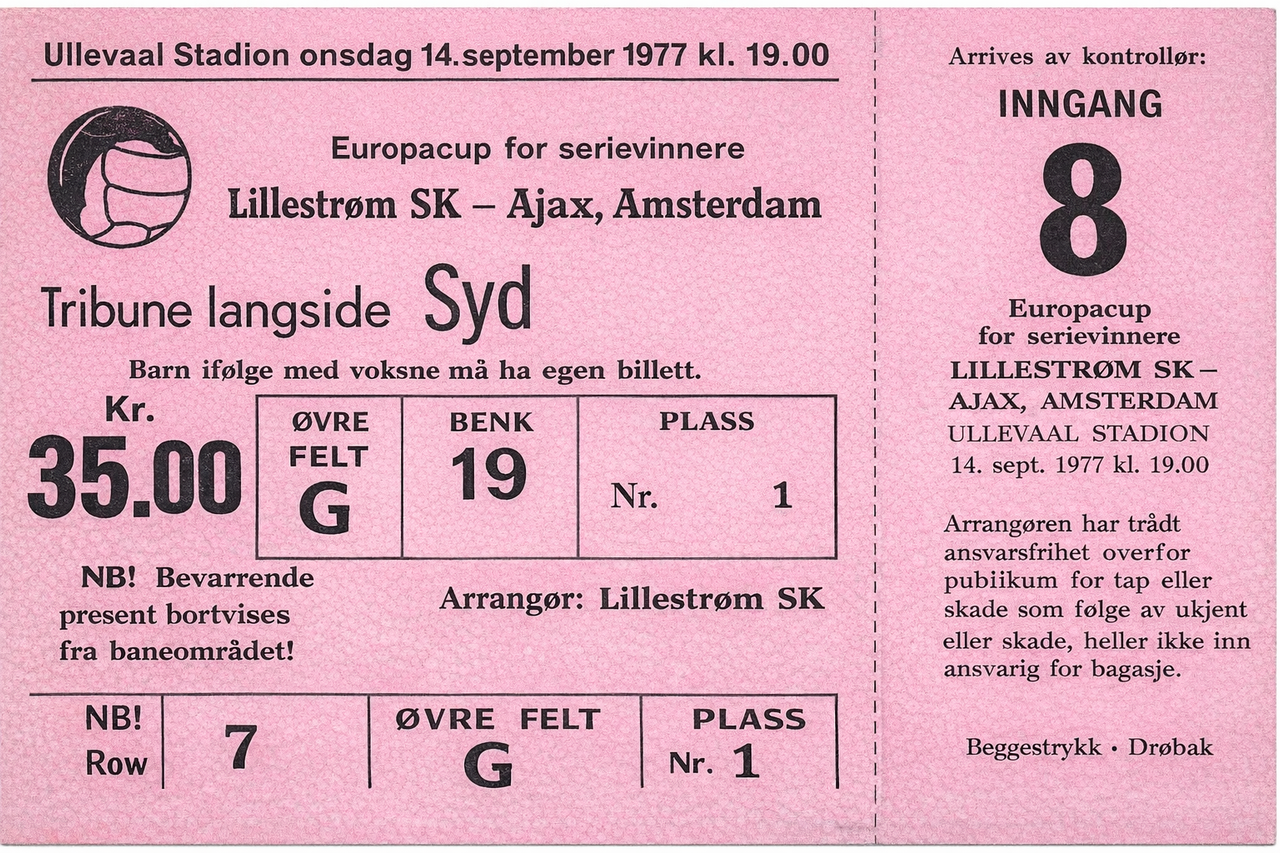 Ullevaal Stadion onsdag 14.september 1977 kl. 19.00
Europacup for serievinnere
Lillestrøm SK – Ajax, Amsterdam
Tribune langside Syd
Barn ifølge med voksne må ha egen billett.
Kr.
35.00
ØVRE
FELT
G
BENK
19
PLASS
Nr. 1
NB! Bevarrende
present bortvises
fra baneområdet!
Arrangør: Lillestrøm SK
NB!
Row
7
ØVRE FELT
G
PLASS
Nr. 1
Arrives av kontrollør:
INNGANG
8
Europacup
for serievinnere
LILLESTRØM SK –
AJAX, AMSTERDAM
ULLEVAAL STADION
14. sept. 1977 kl. 19.00
Arrangøren har trådt
ansvarsfrihet overfor
pubiikum for tap eller
skade som følge av ukjent
eller skade, heller ikke inn
ansvarig for bagasje.
Beggestrykk · Drøbak